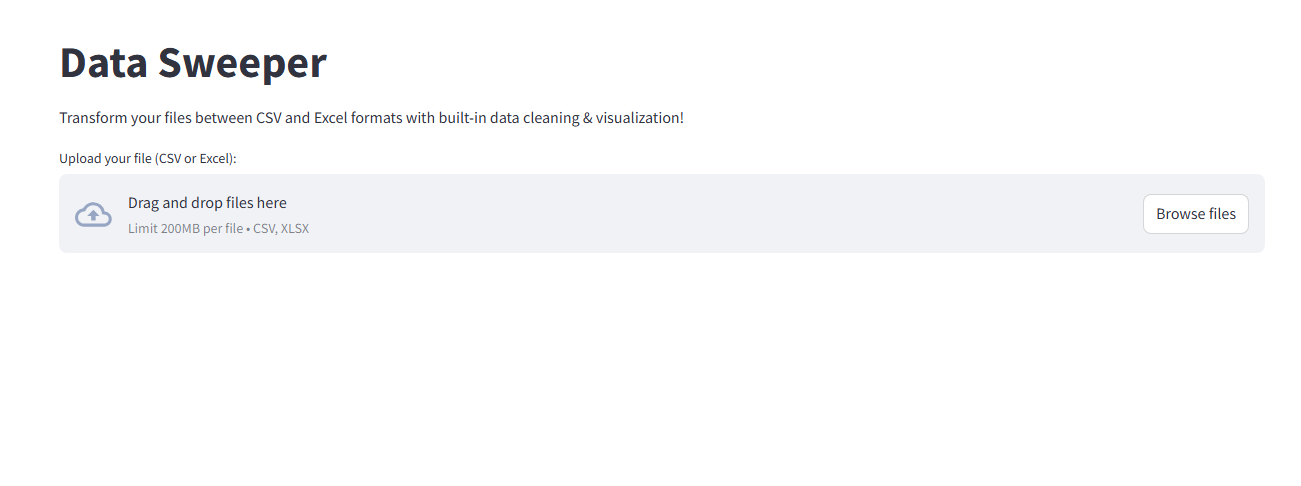 Data Sweeper
Transform your files between CSV and Excel formats with built-in data cleaning & visualization!
Upload your file (CSV or Excel):
Drag and drop files here
Limit 200MB per file • CSV, XLSX
Browse files